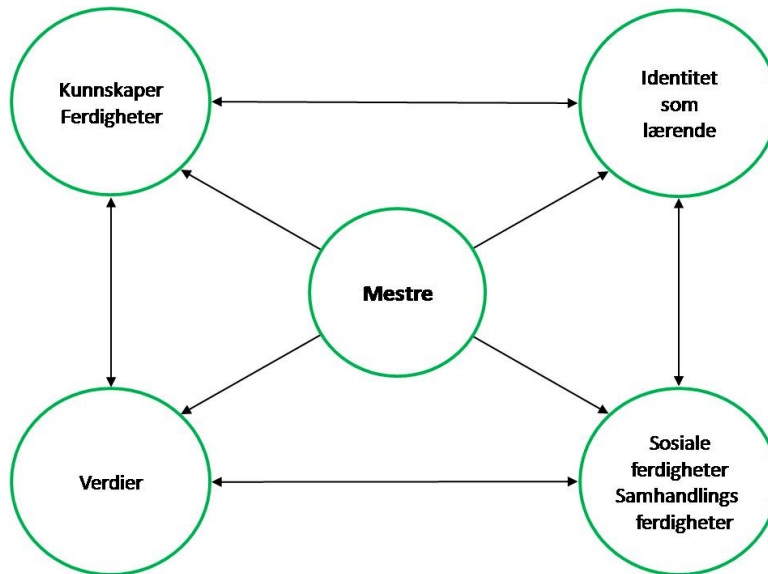 Kunnskaper
Ferdigheter
Identitet
som
lærende
Mestre
Verdier
Sosiale
ferdigheter
Samhandlings
ferdigheter